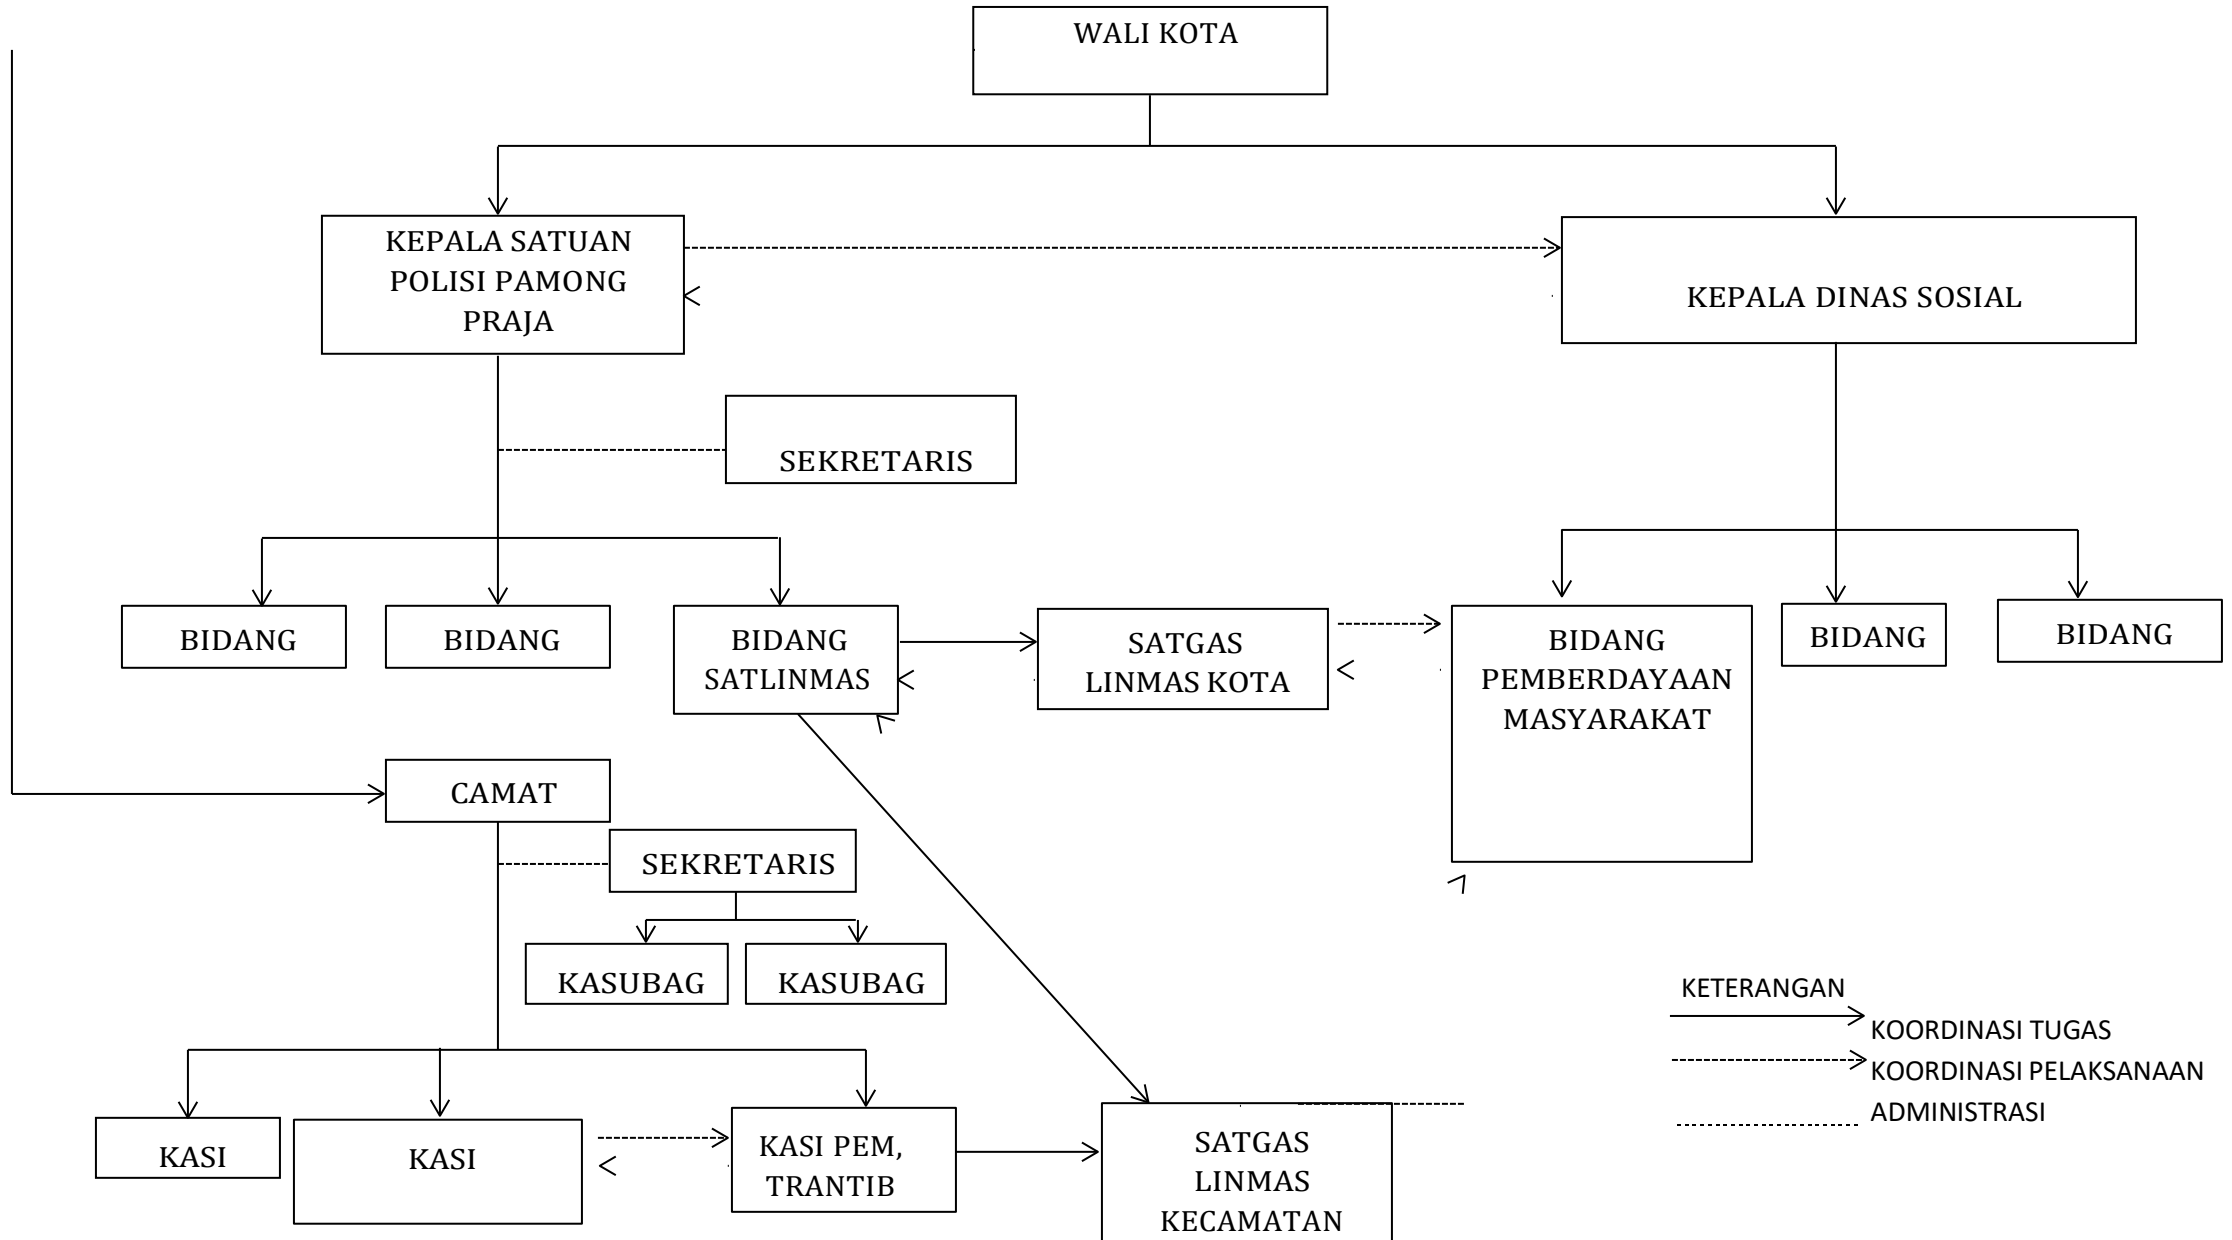 WALI KOTA
KEPALA SATUAN
POLISI PAMONG
PRAJA
KEPALA DINAS SOSIAL
SEKRETARIS
BIDANG
BIDANG
BIDANG
SATLINMAS
SATGAS
LINMAS KOTA
BIDANG
PEMBERDAYAAN
MASYARAKAT
BIDANG
BIDANG
CAMAT
SEKRETARIS
KASUBAG
KASUBAG
KASI
KASI
KASI PEM,
TRANTIB
SATGAS
LINMAS
KECAMATAN
KETERANGAN
KOORDINASI TUGAS
KOORDINASI PELAKSANAAN
ADMINISTRASI